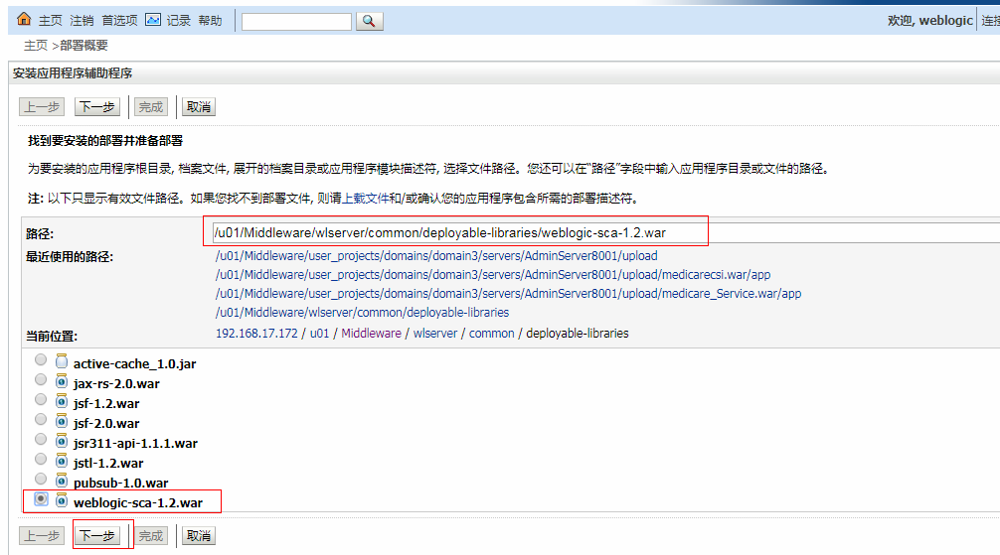 主页 注销 首选项 记录 帮助 欢迎, weblogic 连接
主页 >部署概要
安装应用程序辅助程序
上一步 下一步 完成 取消
找到要安装的部署并准备部署
为要安装的应用程序根目录, 档案文件, 展开的档案目录或应用程序模块描述符, 选择文件路径。您还可以在“路径”字段中输入应用程序目录或文件的路径。
注: 以下只显示有效文件路径。如果您找不到部署文件, 则请上载文件和/或确认您的应用程序包含所需的部署描述符。
路径: /u01/Middleware/wlserver/common/deployable-libraries/weblogic-sca-1.2.war
最近使用的路径: /u01/Middleware/user_projects/domains/domain3/servers/AdminServer8001/upload
/u01/Middleware/user_projects/domains/domain3/servers/AdminServer8001/upload/medicarecsi.war/app
/u01/Middleware/user_projects/domains/domain3/servers/AdminServer8001/upload/medicare_Service.war/app
/u01/Middleware/wlserver/common/deployable-libraries
当前位置: 192.168.17.172 / u01 / Middleware / wlserver / common / deployable-libraries
active-cache_1.0.jar
jax-rs-2.0.war
jsf-1.2.war
jsf-2.0.war
jsr311-api-1.1.1.war
jstl-1.2.war
pubsub-1.0.war
weblogic-sca-1.2.war
上一步 下一步 完成 取消